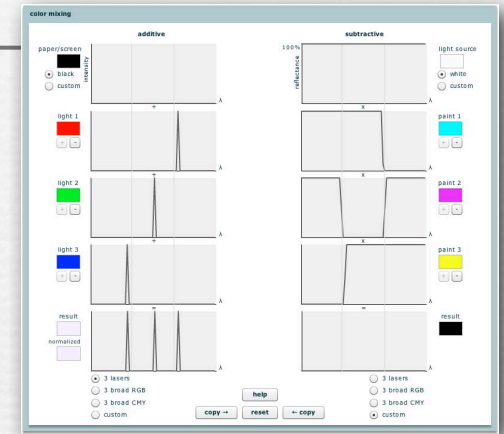 color mixing
additive
subtractive
paper/screen
black
custom
intensity
λ
+
light 1
+ -
λ
+
light 2
+ -
λ
+
light 3
+ -
λ
=
result
normalized
λ
3 lasers
3 broad RGB
3 broad CMY
custom
100%
reflectance
light source
white
custom
λ
x
paint 1
+ -
λ
x
paint 2
+ -
λ
x
paint 3
+ -
λ
=
result
λ
3 lasers
3 broad RGB
3 broad CMY
custom
help
copy → reset ← copy